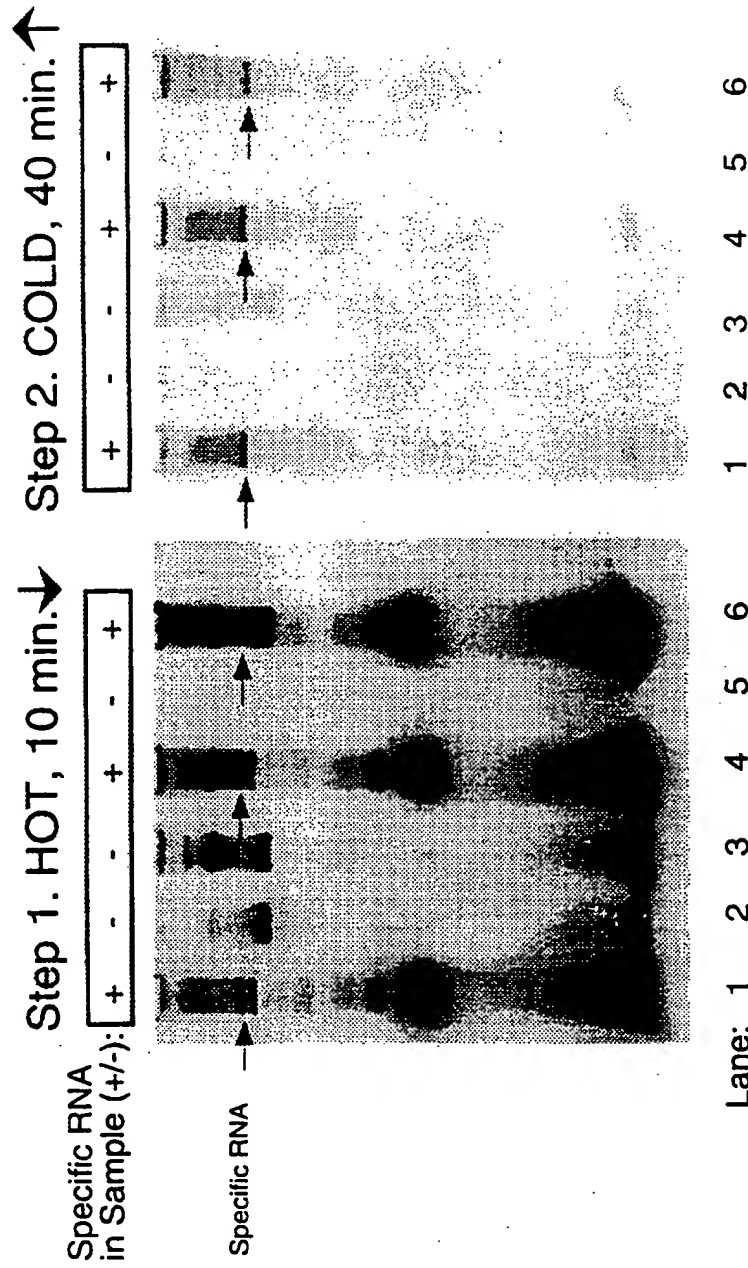 Step 1. HOT, 10 min. ↓
Step 2. COLD, 40 min. ↑
Specific RNA
in Sample (+/-):
+ - - + - +
+ - - + - +
Specific RNA
Lane: 1 2 3 4 5 6
1 2 3 4 5 6